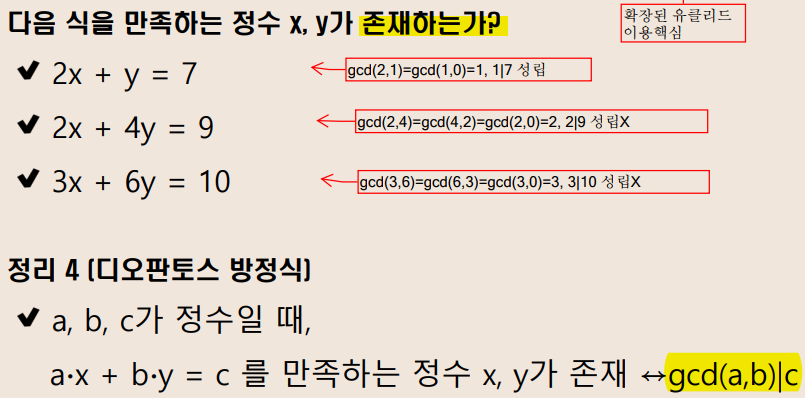 다음 식을 만족하는 정수 x, y가 존재하는가?
확장된 유클리드
이용핵심
✔ 2x + y = 7
gcd(2,1)=gcd(1,0)=1, 1|7 성립
✔ 2x + 4y = 9
gcd(2,4)=gcd(4,2)=gcd(2,0)=2, 2|9 성립X
✔ 3x + 6y = 10
gcd(3,6)=gcd(6,3)=gcd(3,0)=3, 3|10 성립X
정리 4 (디오판토스 방정식)
✔ a, b, c가 정수일 때,
a·x + b·y = c 를 만족하는 정수 x, y가 존재 ↔gcd(a,b)|c